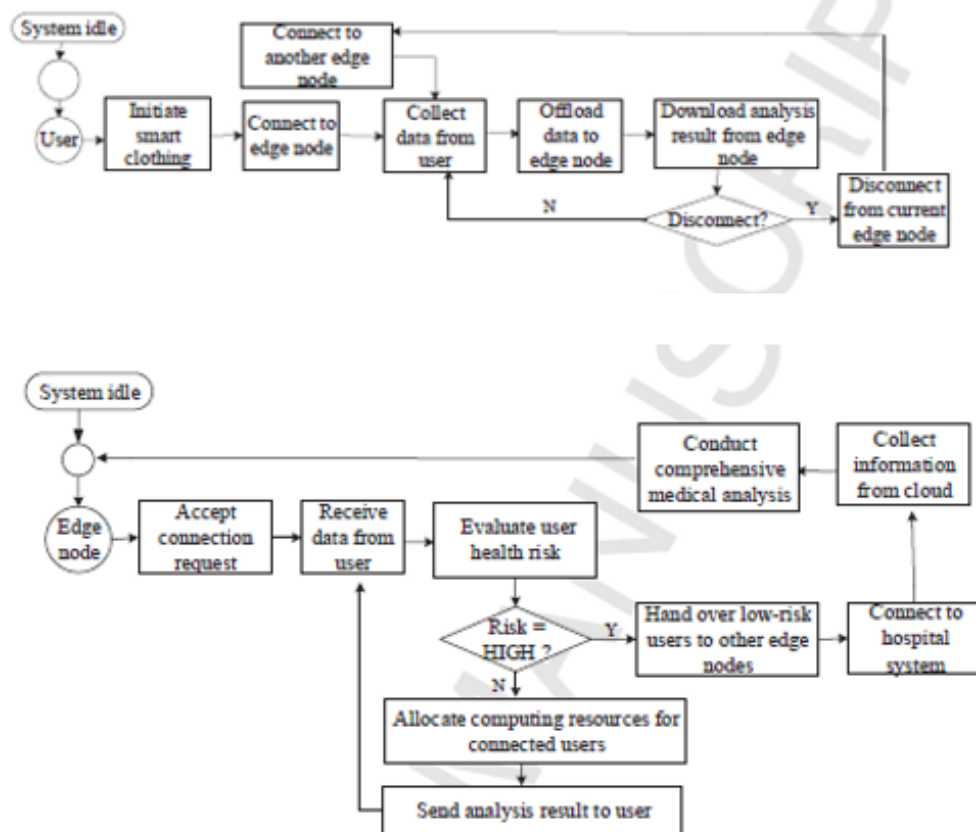 System idle
Connect to
another edge
node
User
Initiate
smart
clothing
Connect to
edge node
Collect
data from
user
Offload
data to
edge node
Download analysis
result from edge
node
Disconnect?
N
Y
Disconnect
from current
edge node
System idle
Conduct
comprehensive
medical analysis
Collect
information
from cloud
Edge
node
Accept
connection
request
Receive
data from
user
Evaluate user
health risk
Risk =
HIGH ?
Y
N
Hand over low-risk
users to other edge
nodes
Connect to
hospital
system
Allocate computing resources for
connected users
Send analysis result to user